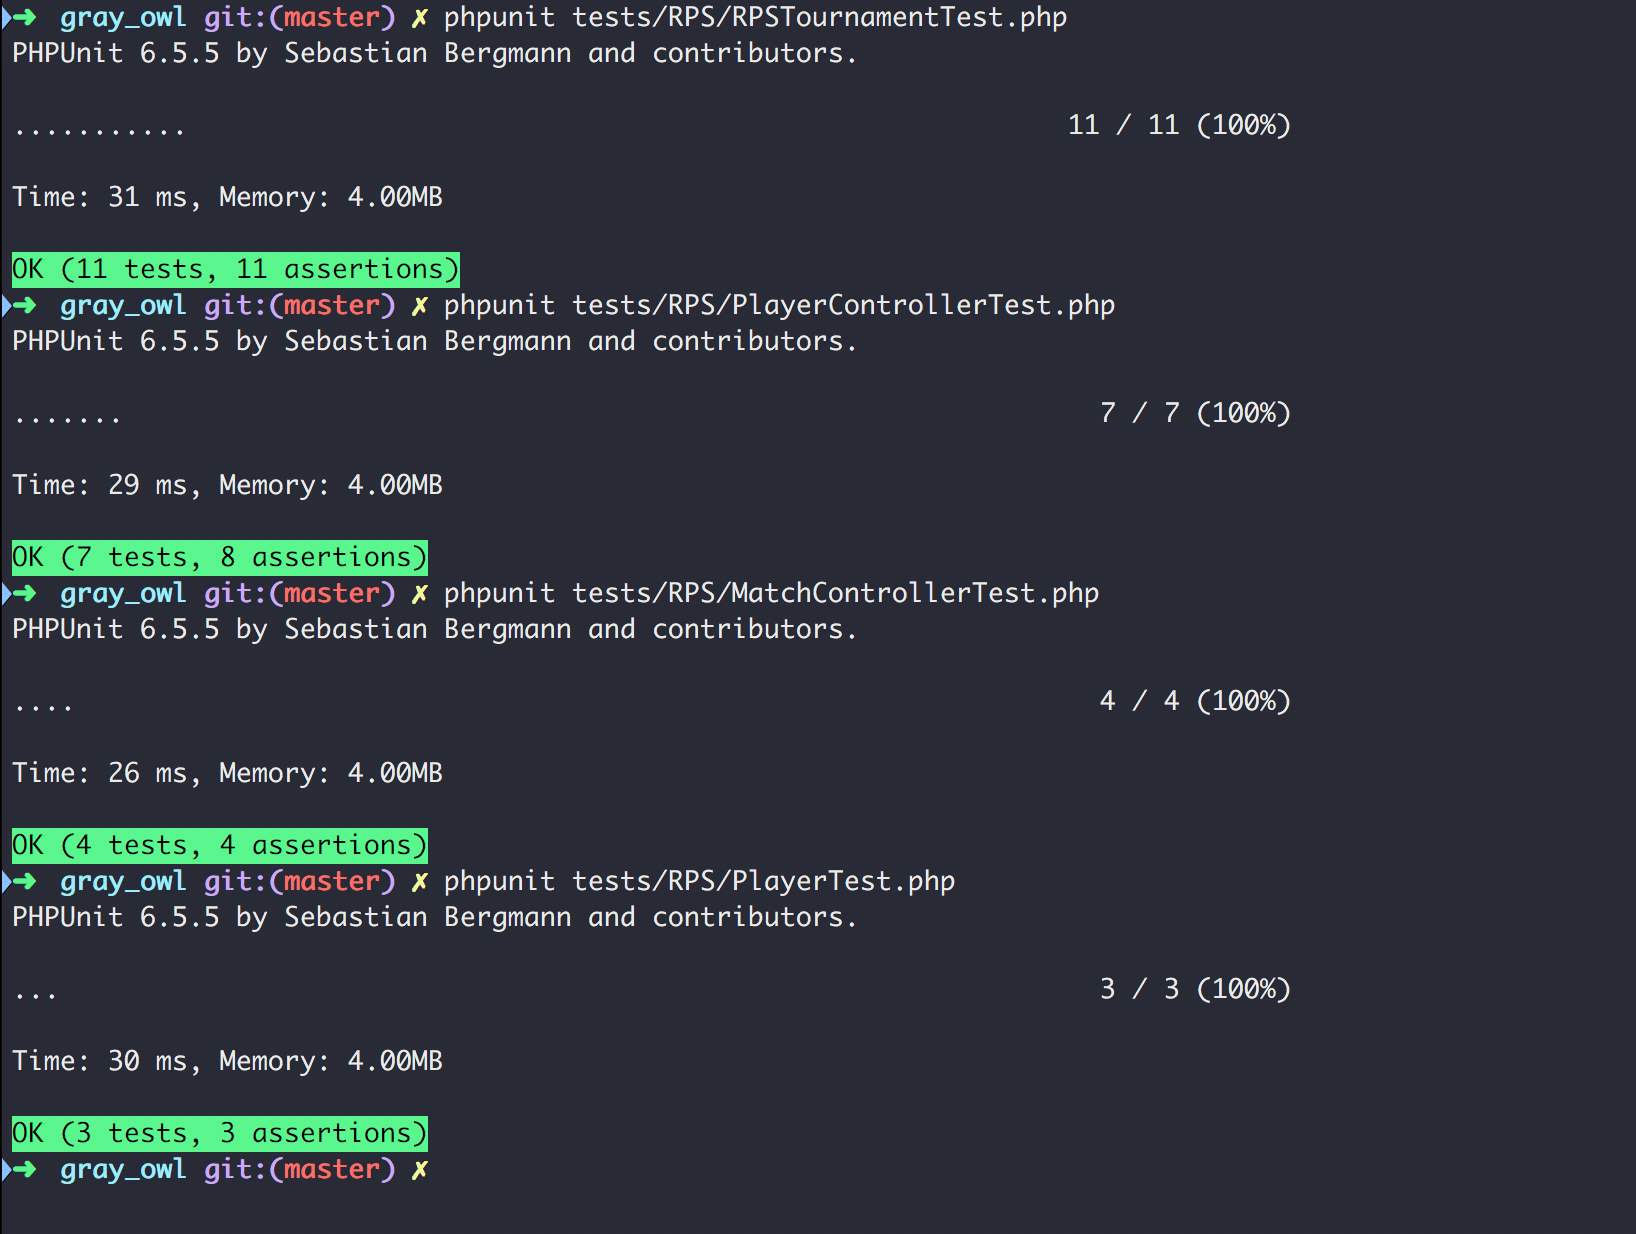 ➜ gray_owl git:(master) ✗ phpunit tests/RPS/RPSTournamentTest.php
PHPUnit 6.5.5 by Sebastian Bergmann and contributors.
........... 11 / 11 (100%)
Time: 31 ms, Memory: 4.00MB
OK (11 tests, 11 assertions)
➜ gray_owl git:(master) ✗ phpunit tests/RPS/PlayerControllerTest.php
PHPUnit 6.5.5 by Sebastian Bergmann and contributors.
....... 7 / 7 (100%)
Time: 29 ms, Memory: 4.00MB
OK (7 tests, 8 assertions)
➜ gray_owl git:(master) ✗ phpunit tests/RPS/MatchControllerTest.php
PHPUnit 6.5.5 by Sebastian Bergmann and contributors.
.... 4 / 4 (100%)
Time: 26 ms, Memory: 4.00MB
OK (4 tests, 4 assertions)
➜ gray_owl git:(master) ✗ phpunit tests/RPS/PlayerTest.php
PHPUnit 6.5.5 by Sebastian Bergmann and contributors.
... 3 / 3 (100%)
Time: 30 ms, Memory: 4.00MB
OK (3 tests, 3 assertions)
➜ gray_owl git:(master) ✗